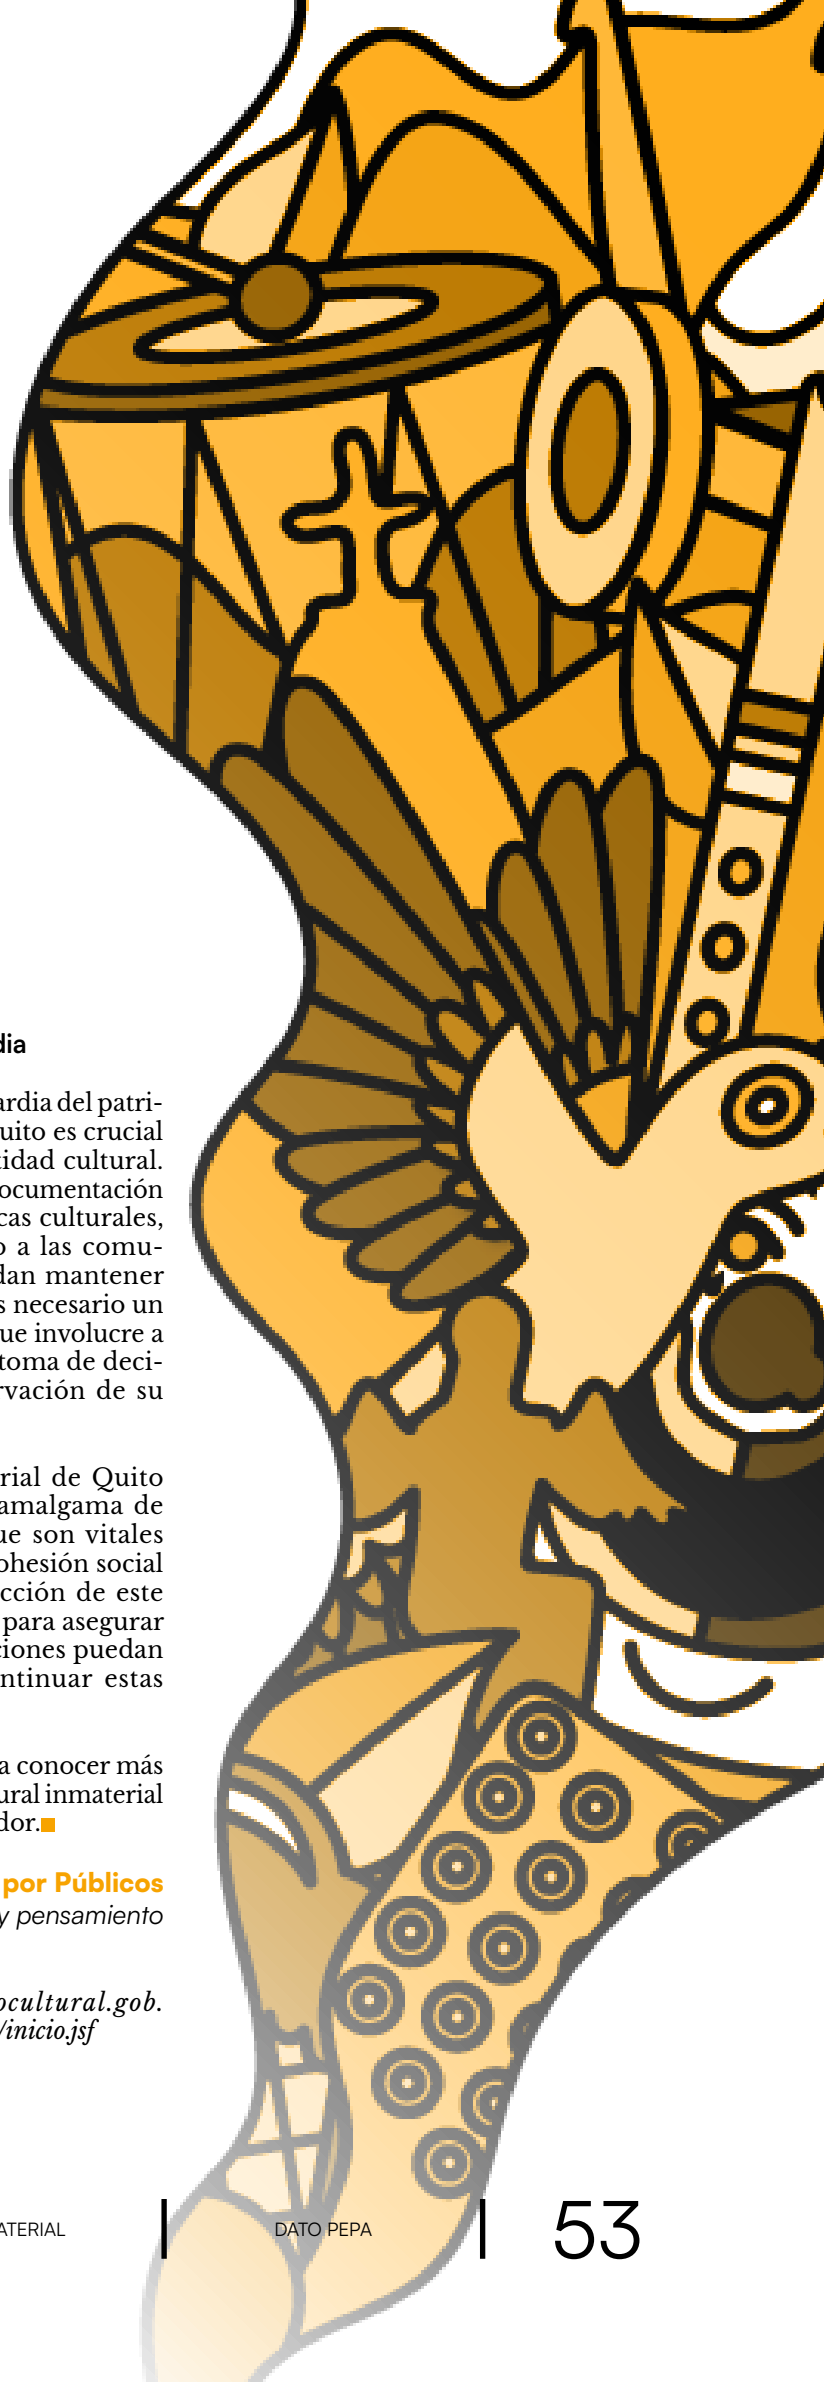 dia
ardia del patri-
uito es crucial
tidad cultural.
ocumentación
cas culturales,
o a las comu-
dan mantener
s necesario un
ue involucre a
toma de deci-
rvación de su
rial de Quito
amalgama de
ue son vitales
ohesión social
cción de este
para asegurar
ciones puedan
ntinuar estas
a conocer más
ural inmaterial
dor.
por Públicos
y pensamiento
ocultural.gob.
/inicio.jsf
ATERIAL
DATO PEPA
53